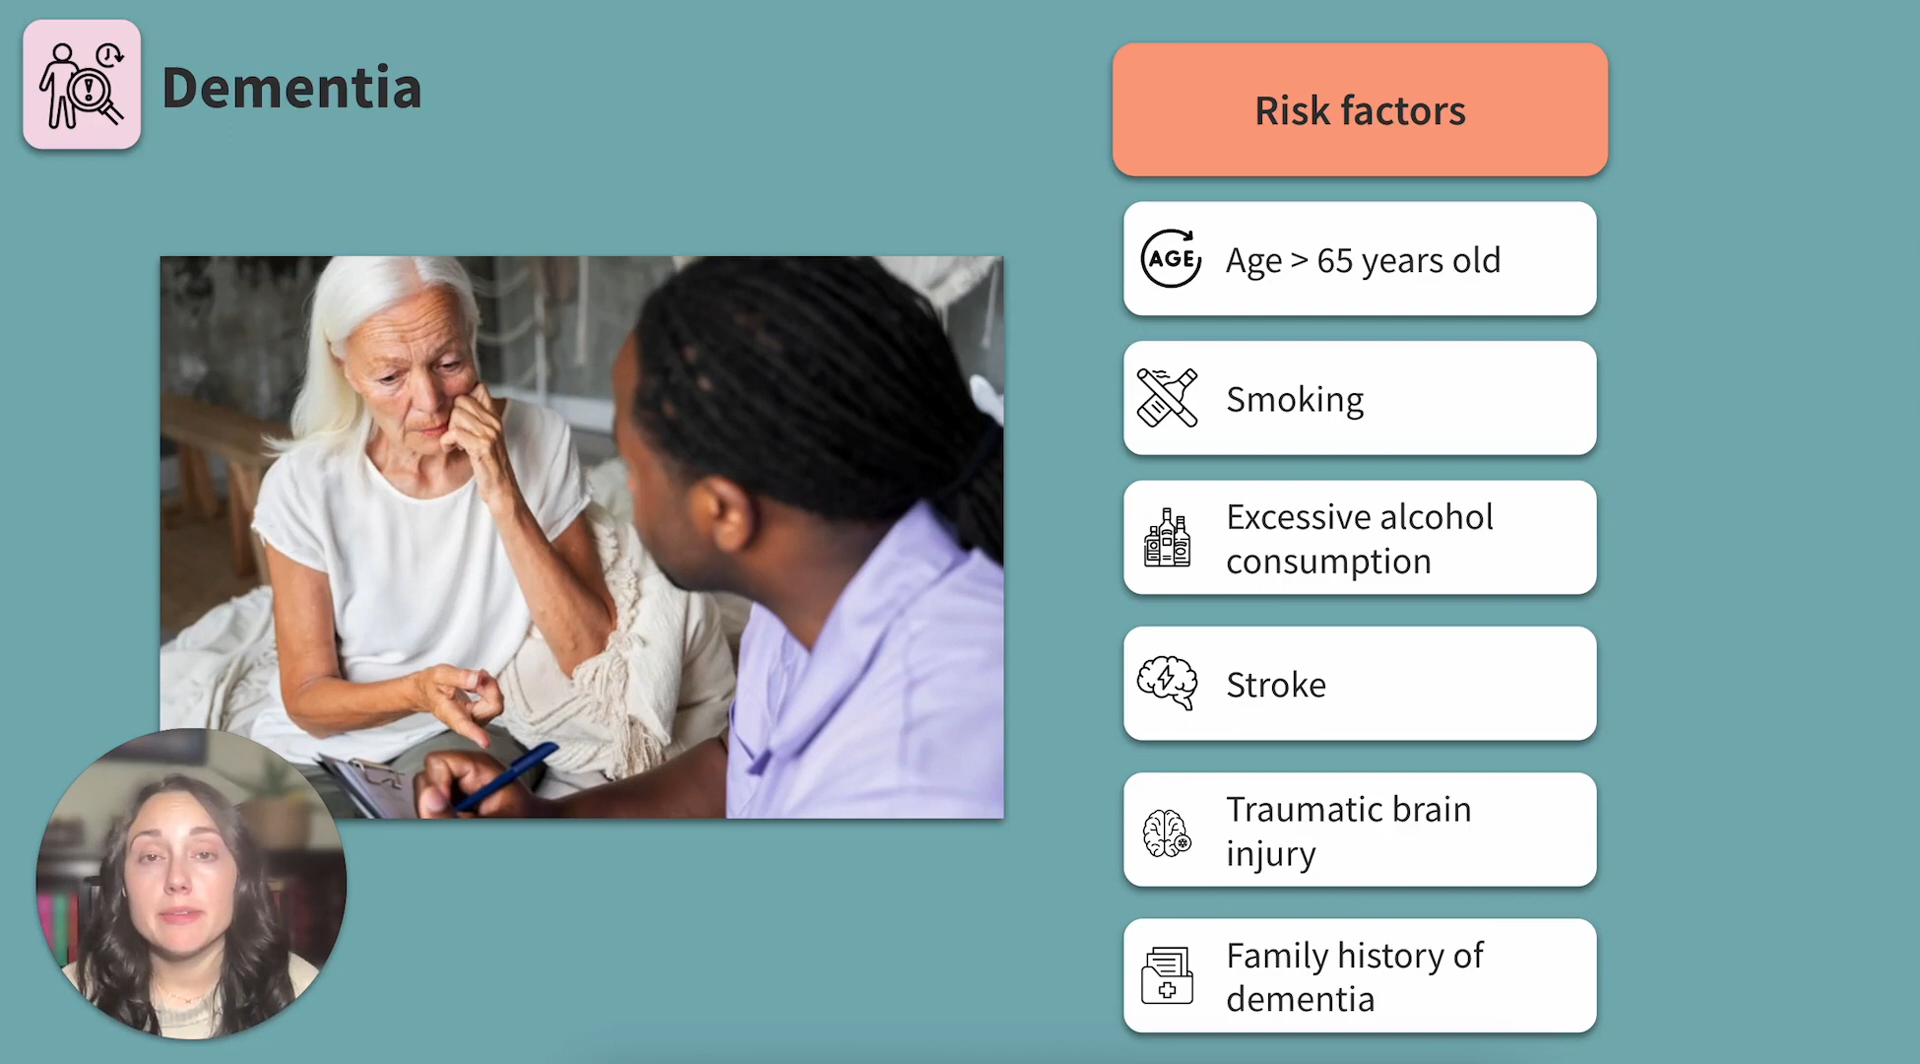 Dementia
Risk factors
AGE
Age > 65 years old
Smoking
Excessive alcohol
consumption
Stroke
Traumatic brain
injury
Family history of
dementia